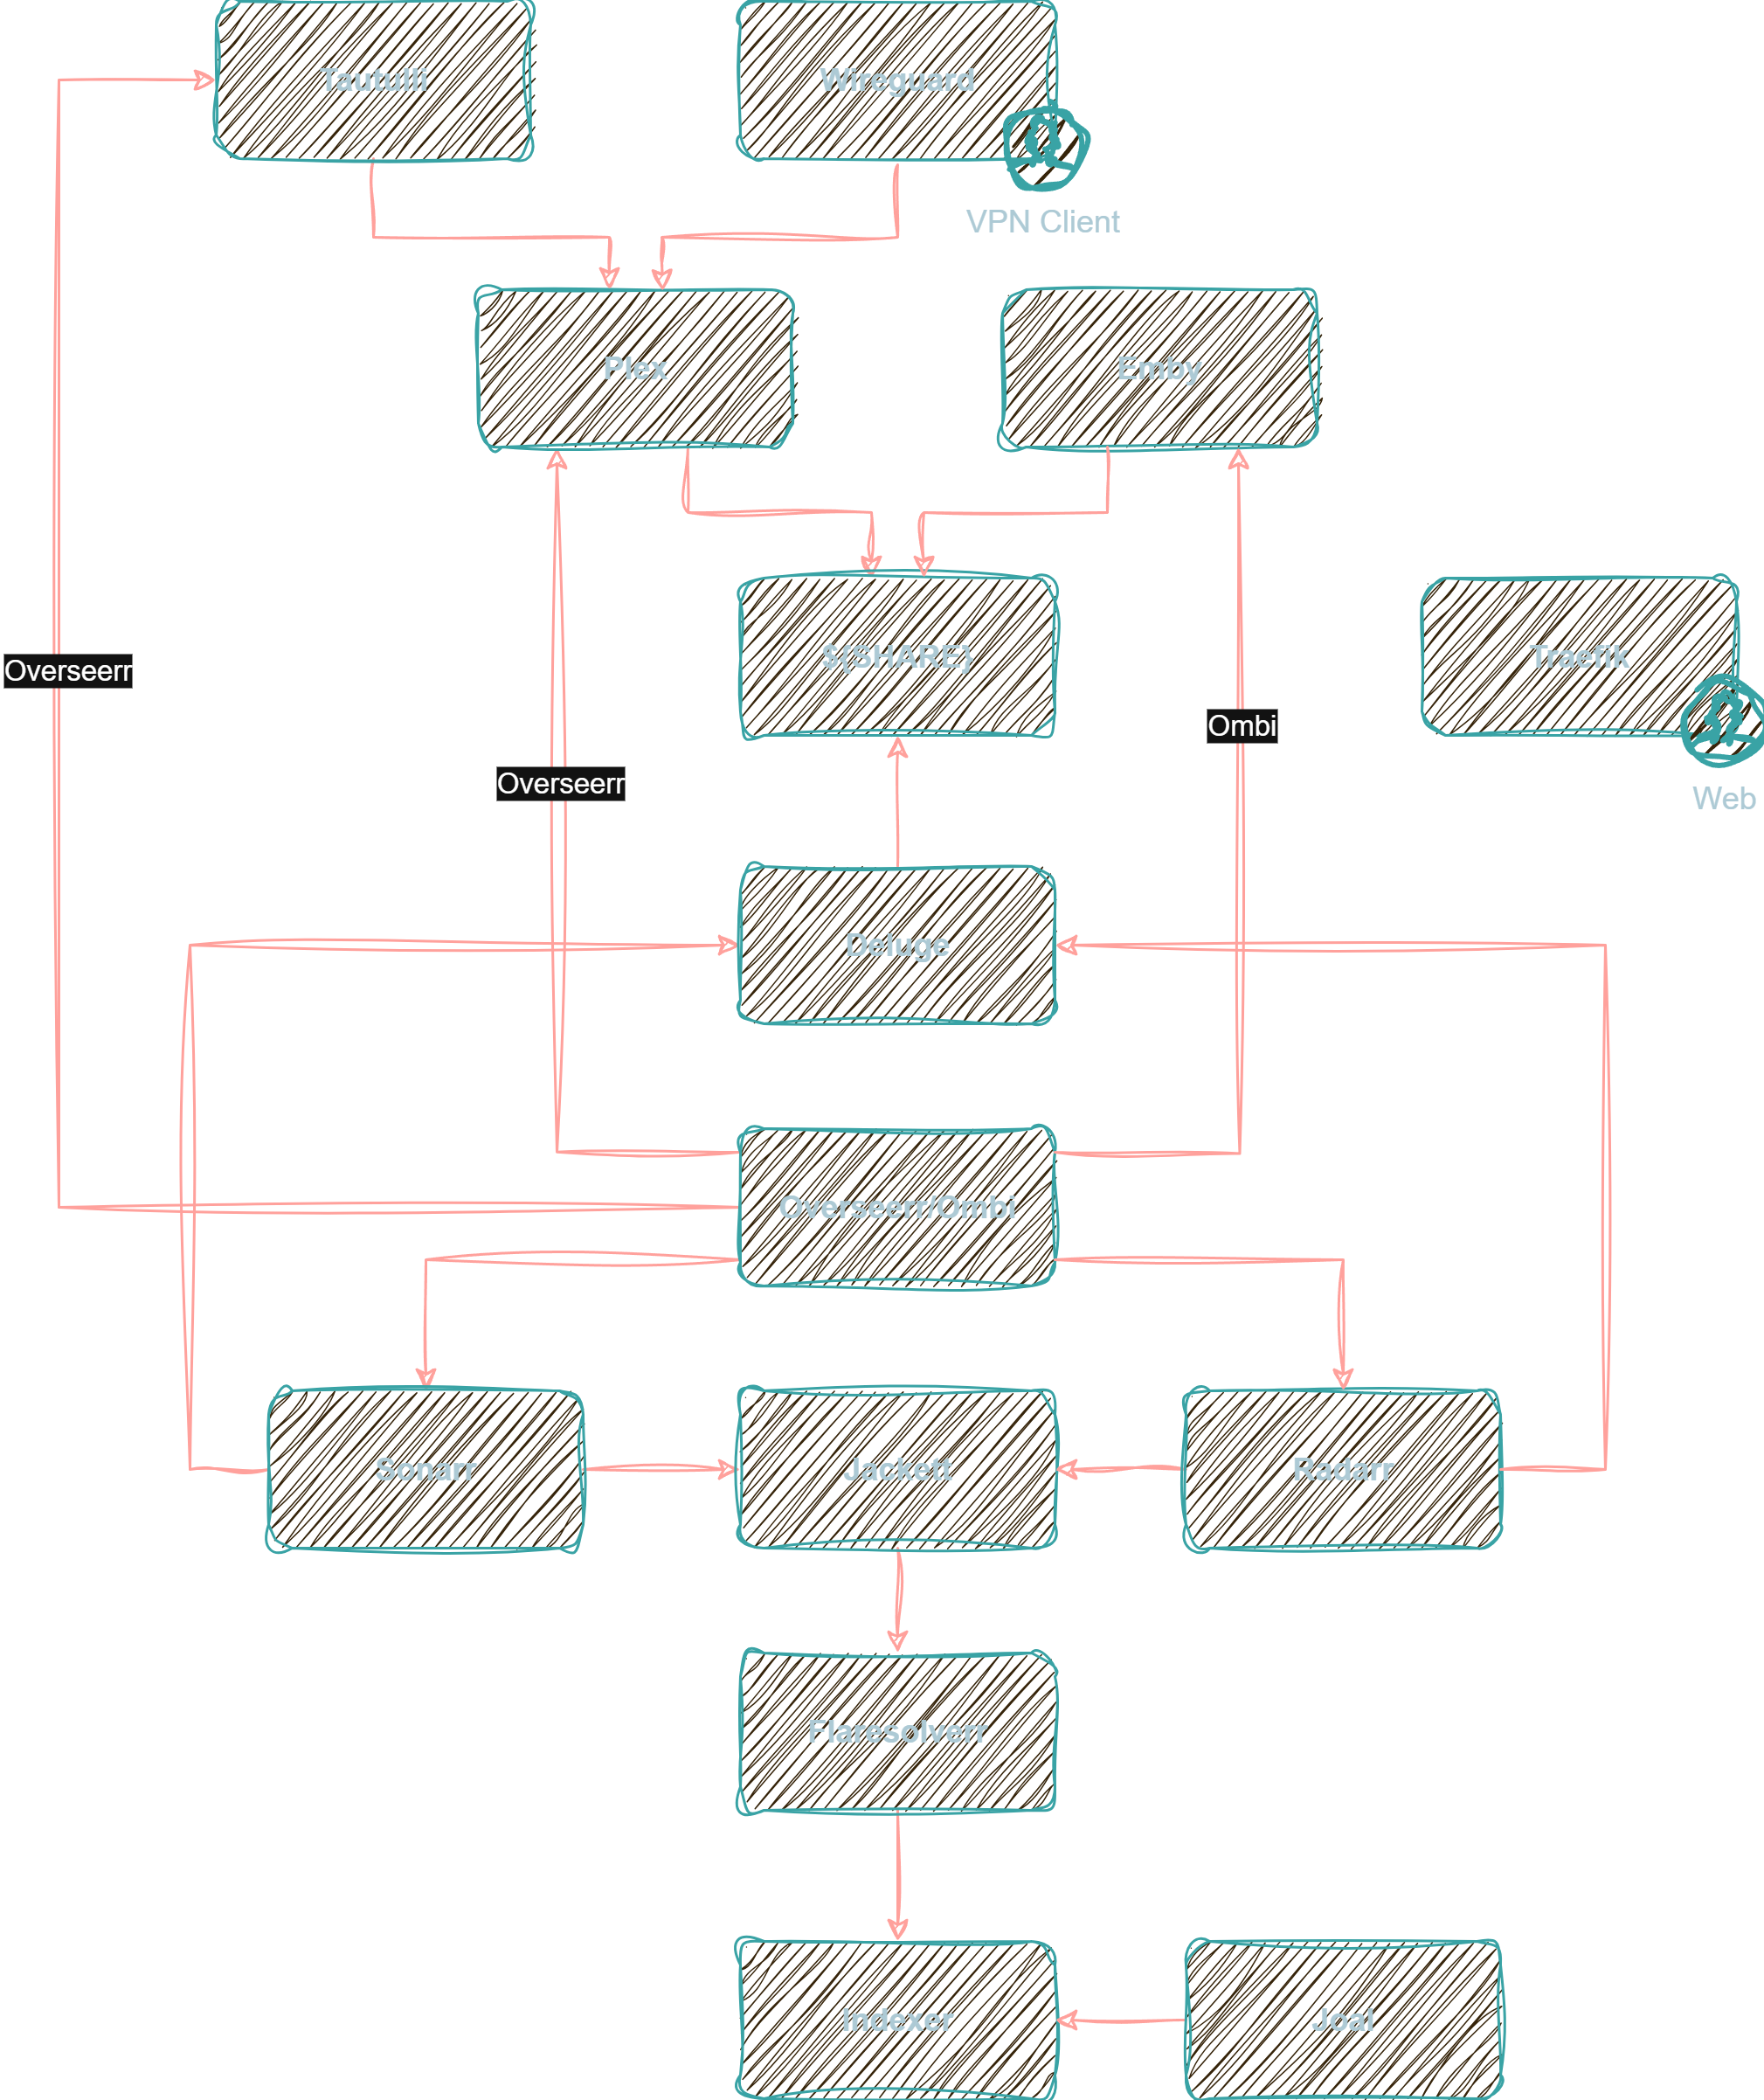 Tautulli
Wireguard
VPN Client
Plex
Emby
${SHARE}
Traefik
Web
Overseerr
Overseerr
Ombi
Deluge
Overseerr/Ombi
Sonarr
Jackett
Radarr
Flaresolverr
Indexer
Joal